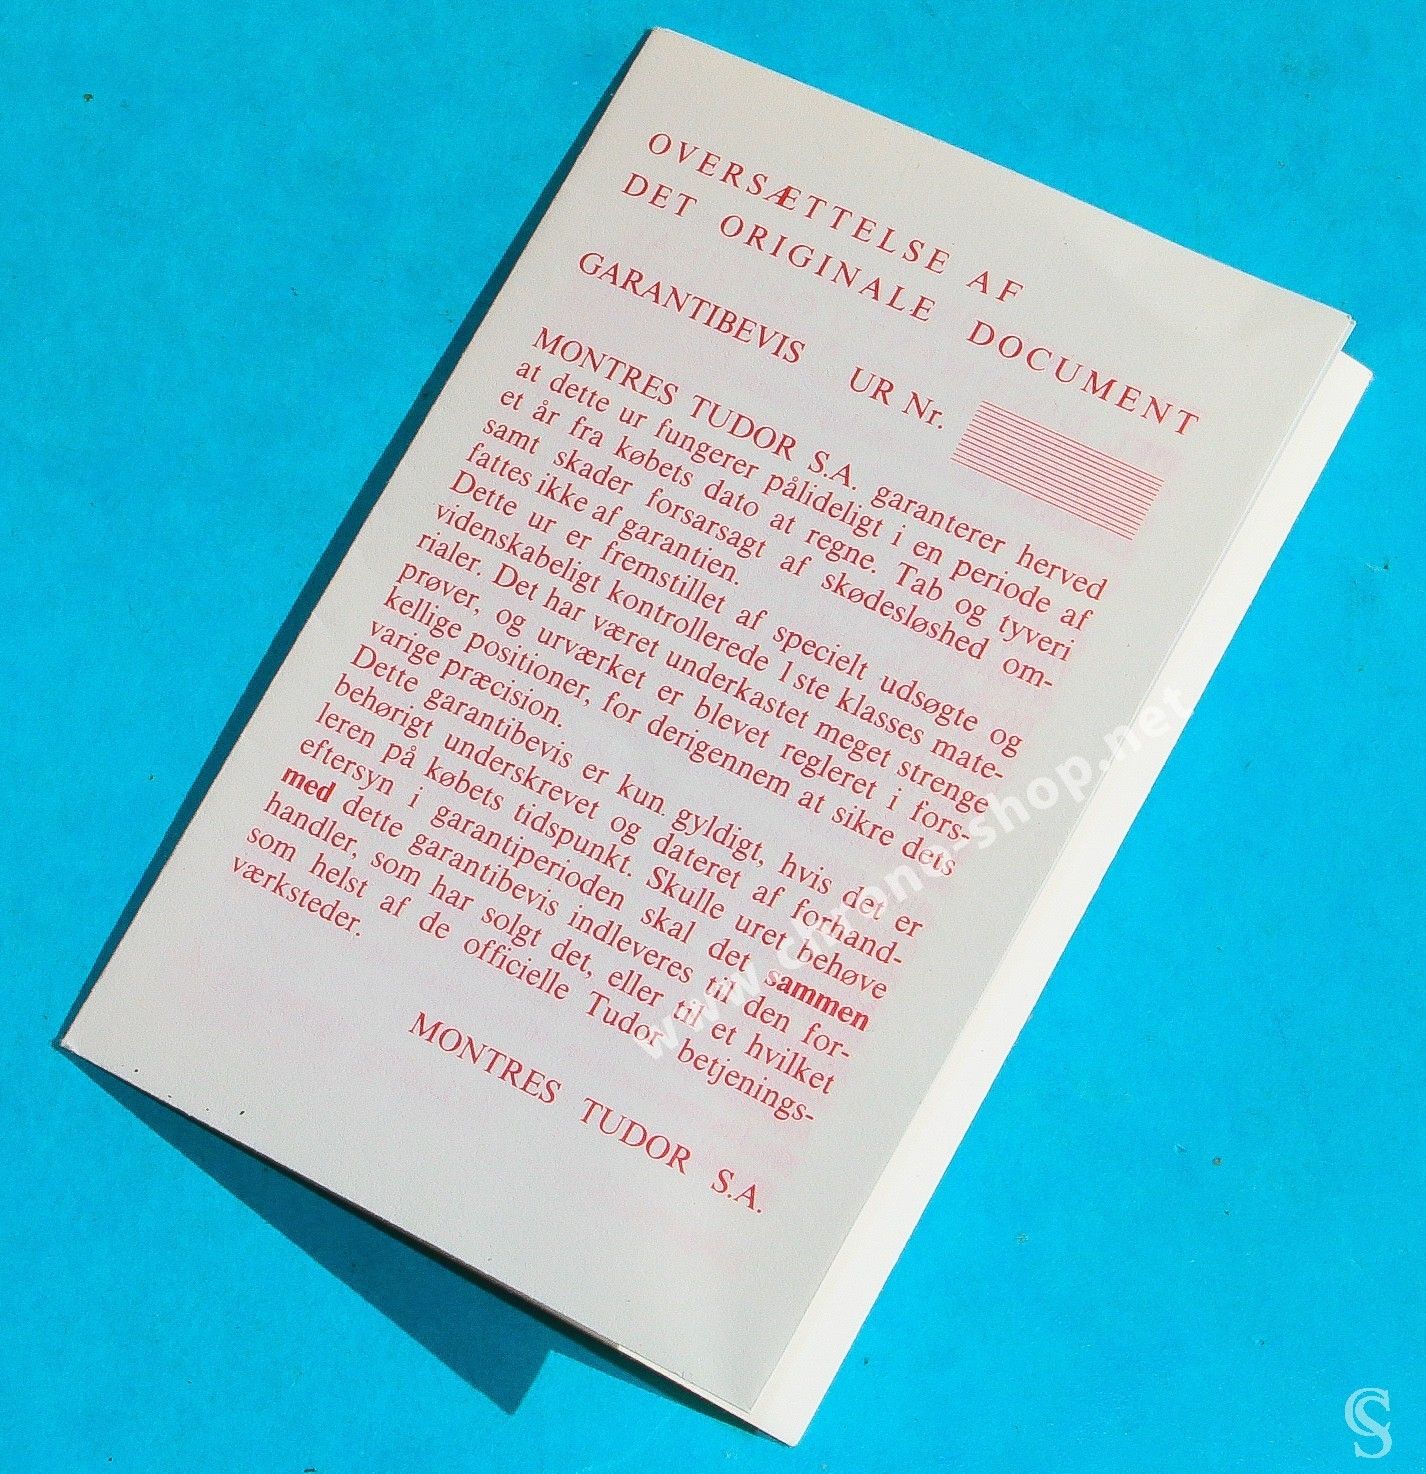 OVERSÆTTELSE AF
DET ORIGINALE DOCUMENT
GARANTIBEVIS UR Nr.
MONTRES TUDOR S.A. garanterer herved
at dette ur fungerer pålideligt i en periode af
et år fra købets dato at regne. Tab og tyveri
samt skader forsarsagt af skødesløshed om-
fattes ikke af garantien.
Dette ur er fremstillet af specielt udsøgte og
videnskabeligt kontrollerede 1ste klasses mate-
rialer. Det har været underkastet meget strenge
prøver, og urværket er blevet regleret i fors-
kellige positioner, for derigennem at sikre dets
varige præcision.
Dette garantibevis er kun gyldigt, hvis det er
behørigt underskrevet og dateret af forhand-
leren på købets tidspunkt. Skulle uret behøve
eftersyn i garantiperioden skal det sammen
med dette garantibevis indleveres til den for-
handler, som har solgt det, eller til et hvilket
som helst af de officielle Tudor betjenings-
værksteder.
MONTRES TUDOR S.A.
www.chrono-shop.net